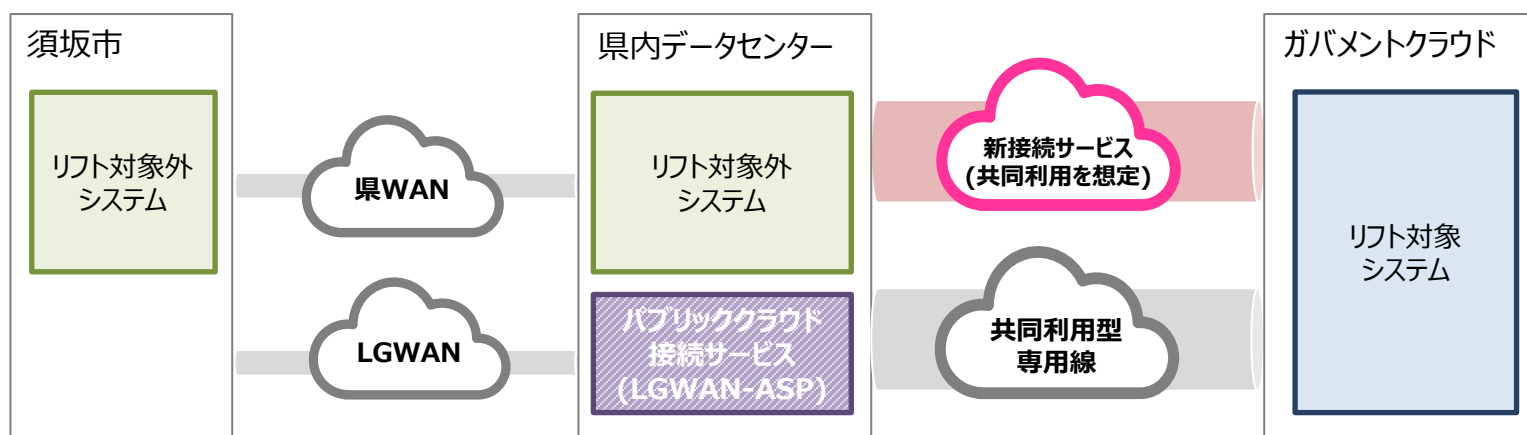 須坂市
リフト対象外
システム
県WAN
LGWAN
県内データセンター
リフト対象外
システム
パブリッククラウド
接続サービス
(LGWAN-ASP)
新接続サービス
(共同利用を想定)
共同利用型
専用線
ガバメントクラウド
リフト対象
システム